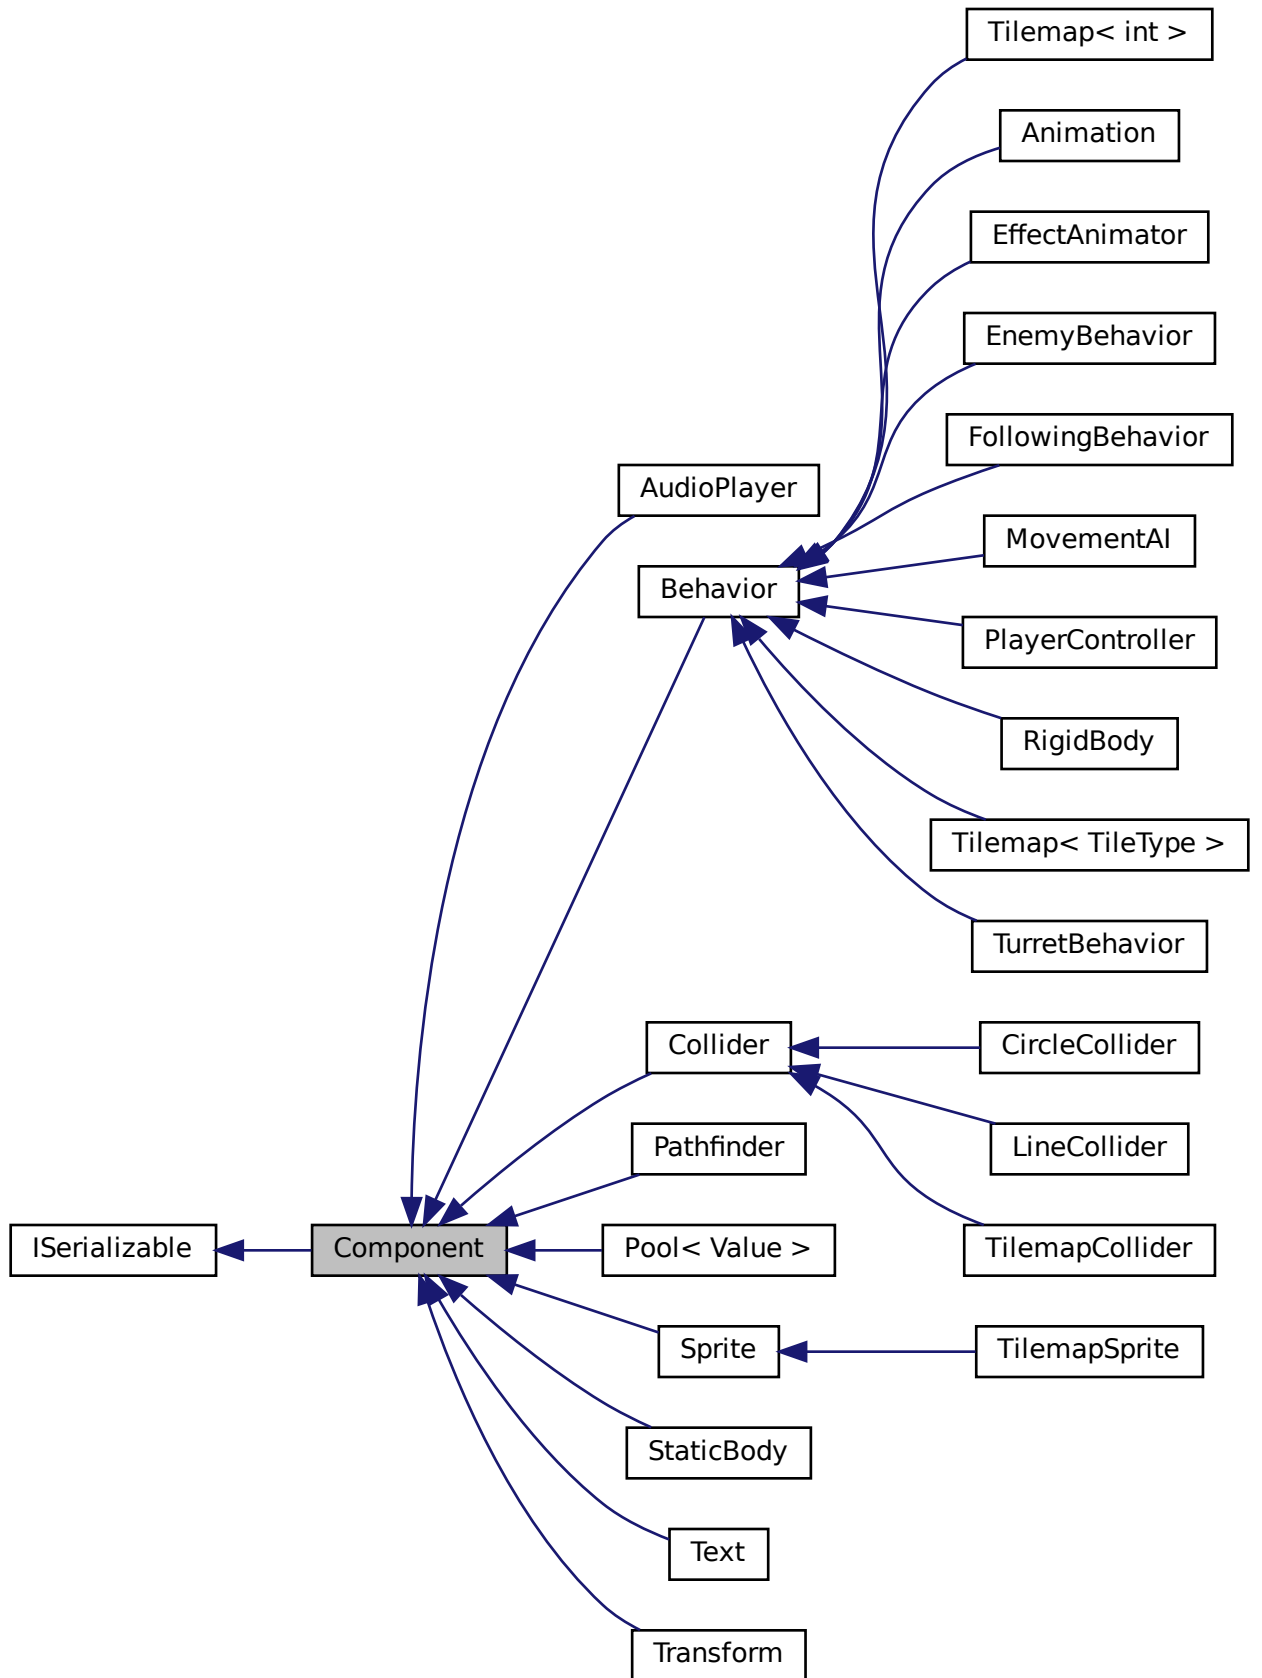 Tilemap< int >
Animation
EffectAnimator
EnemyBehavior
FollowingBehavior
AudioPlayer
MovementAI
Behavior
PlayerController
RigidBody
Tilemap< TileType >
TurretBehavior
Collider
CircleCollider
Pathfinder
LineCollider
ISerializable
Component
Pool< Value >
TilemapCollider
Sprite
TilemapSprite
StaticBody
Text
Transform